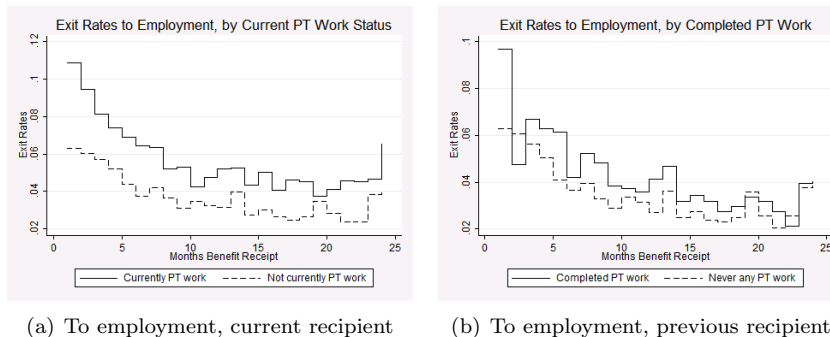 Exit Rates to Employment, by Current PT Work Status
Exit Rates
.12
.1
.08
.06
.04
.02
0 5 10 15 20 25
Months Benefit Receipt
Currently PT work Not currently PT work
(a) To employment, current recipient
Exit Rates to Employment, by Completed PT Work
Exit Rates
.1
.08
.06
.04
.02
0 5 10 15 20 25
Months Benefit Receipt
Completed PT work Never any PT work
(b) To employment, previous recipient